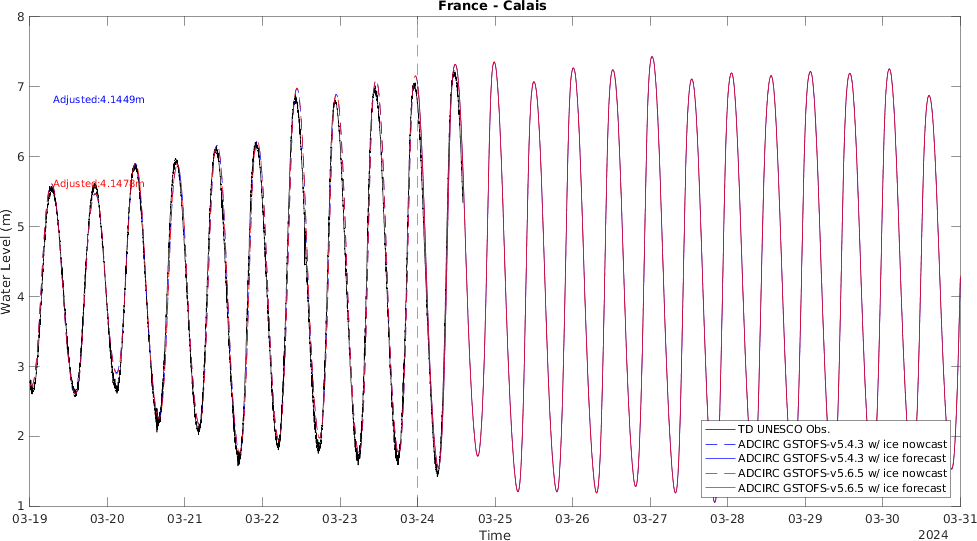 France - Calais
8
7
6
5
4
3
2
1
Water Level (m)
Adjusted:4.1449m
Adjusted:4.1478m
TD UNESCO Obs.
ADCIRC GSTOFS-v5.4.3 w/ ice nowcast
ADCIRC GSTOFS-v5.4.3 w/ ice forecast
ADCIRC GSTOFS-v5.6.5 w/ ice nowcast
ADCIRC GSTOFS-v5.6.5 w/ ice forecast
03-19 03-20 03-21 03-22 03-23 03-24 03-25 03-26 03-27 03-28 03-29 03-30 03-31
Time
2024